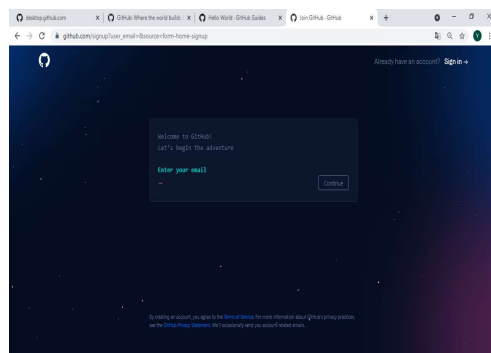 desktop.github.com
GitHub: Where the world builds
Hello World · GitHub Guides
Join GitHub · GitHub
github.com/signup?user_email=&source=form-home-signup
Already have an account? Sign in →
Welcome to GitHub!
Let's begin the adventure
Enter your email
→
Continue
By creating an account, you agree to the Terms of Service. For more information about GitHub's privacy practices,
see the GitHub Privacy Statement. We'll occasionally send you account-related emails.